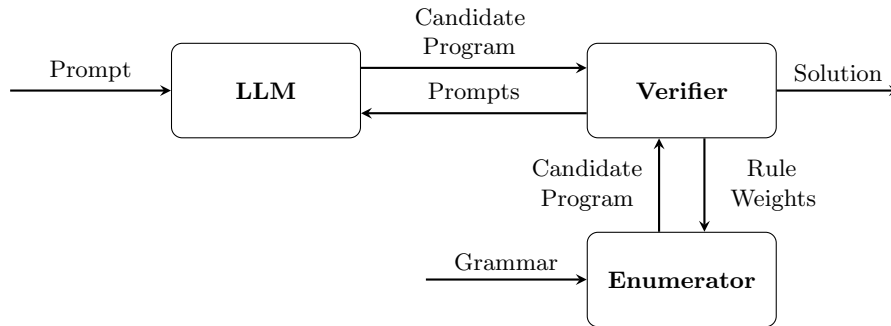 Candidate
Program
Prompt
LLM
Prompts
Verifier
Solution
Candidate
Program
Rule
Weights
Grammar
Enumerator